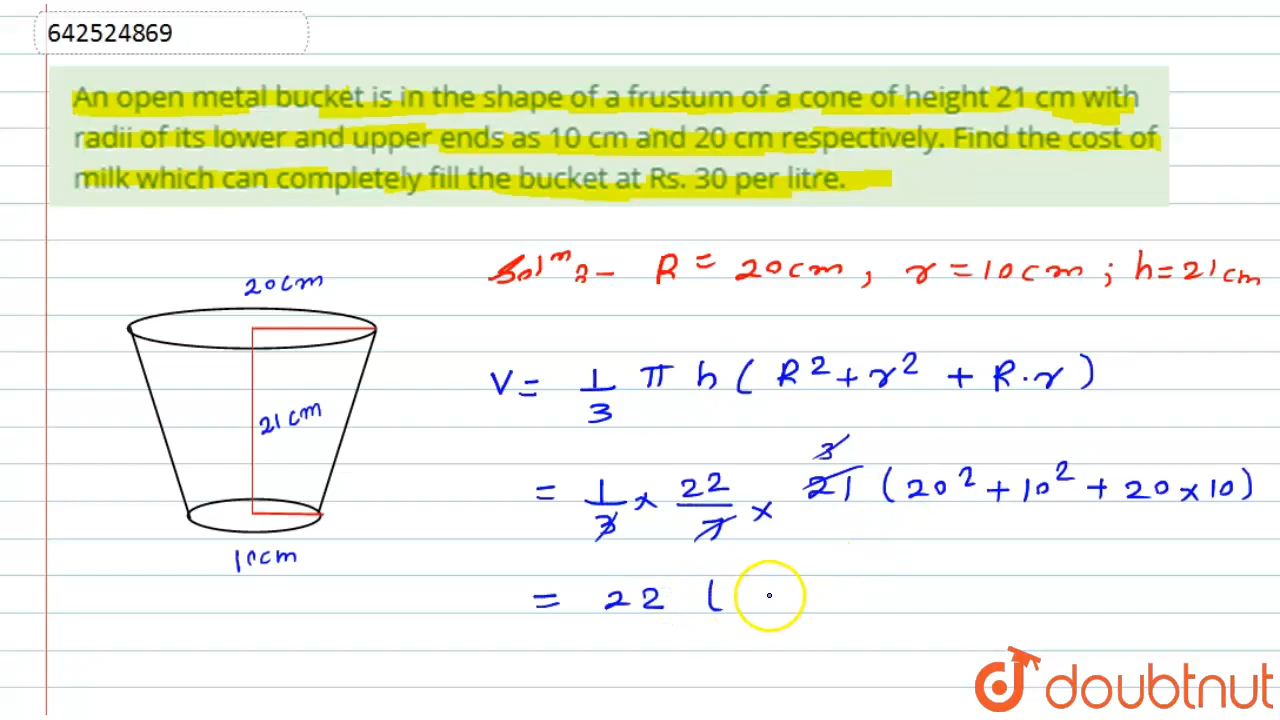 642524869
An open metal bucket is in the shape of a frustum of a cone of height 21 cm with
radii of its lower and upper ends as 10 cm and 20 cm respectively. Find the cost of
milk which can completely fill the bucket at Rs. 30 per litre.
Solⁿ :- R = 20cm, r = 10cm ; h = 21cm
20cm
V = 1/3 π h ( R² + r² + R.r )
21cm
3
= 1/3 × 22/7 × 21 ( 20² + 10² + 20 × 10 )
10cm
= 22 (
doubtnut